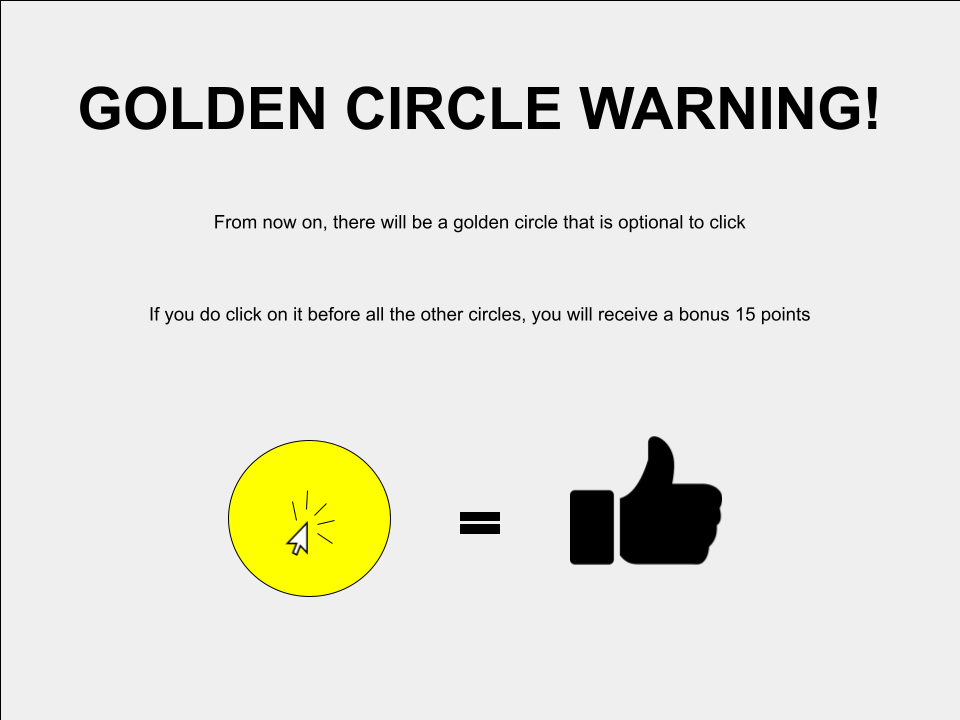 GOLDEN CIRCLE WARNING!
From now on, there will be a golden circle that is optional to click
If you do click on it before all the other circles, you will receive a bonus 15 points
=